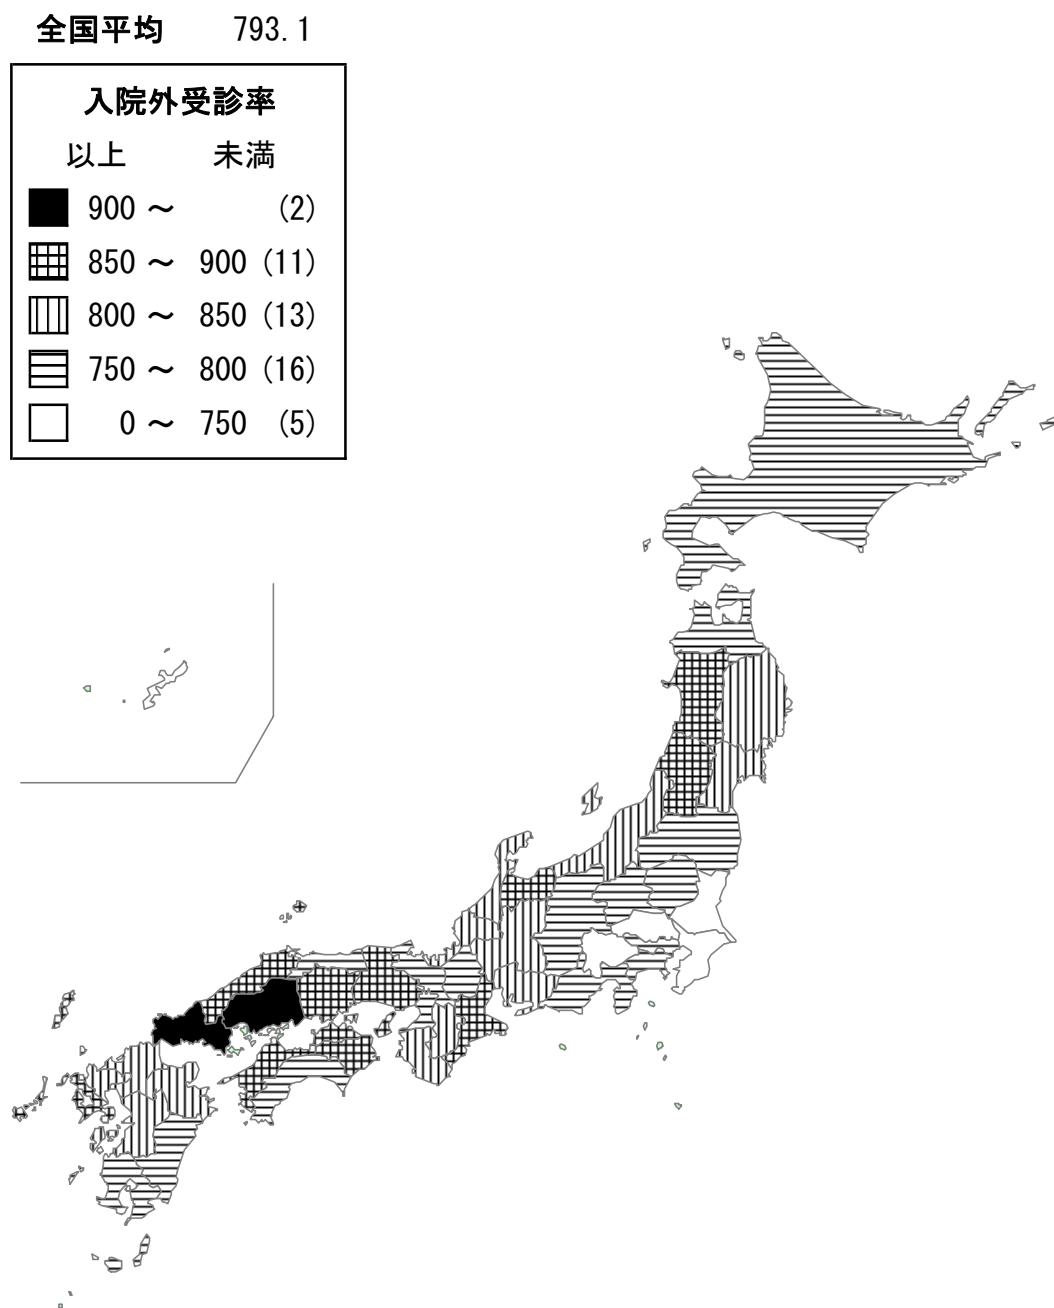 全国平均 793.1
入院外受診率
以上 未満
900 ～ (2)
850 ～ 900 (11)
800 ～ 850 (13)
750 ～ 800 (16)
0 ～ 750 (5)